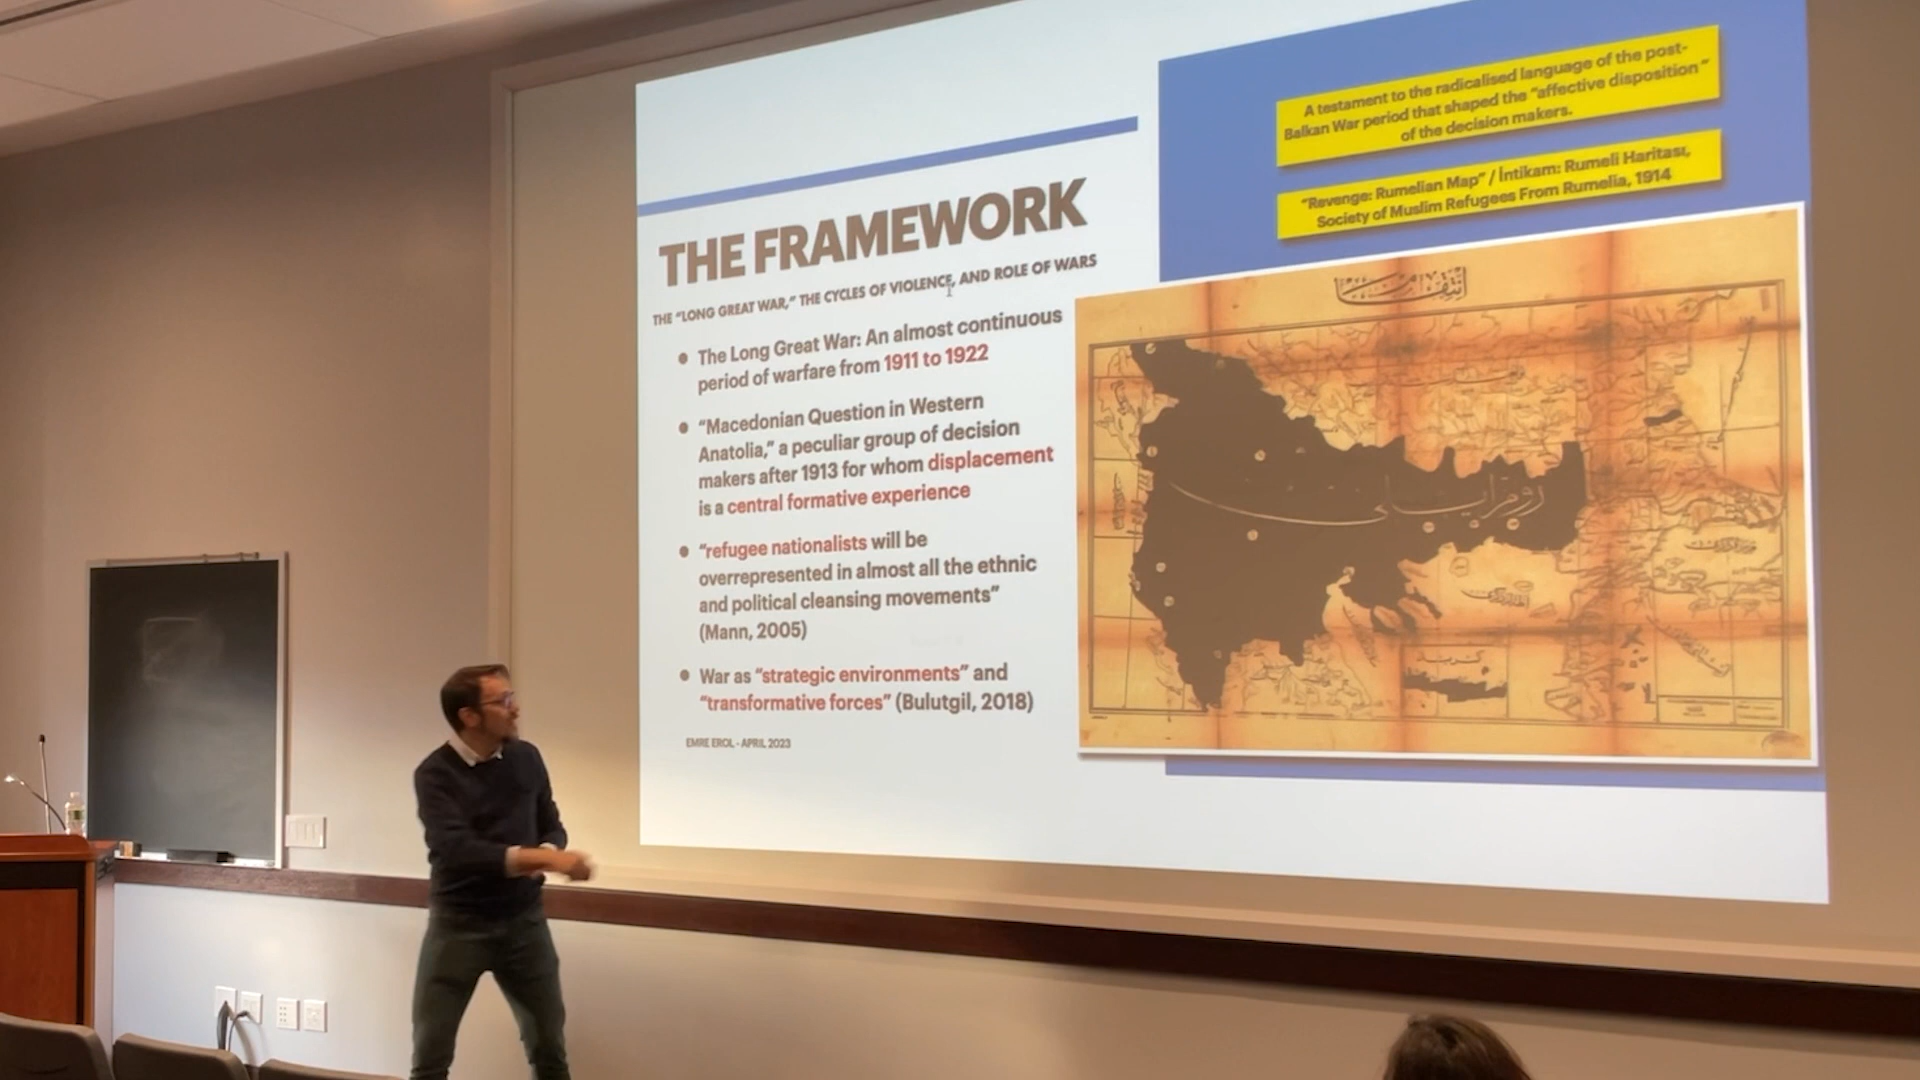 THE FRAMEWORK
THE “LONG GREAT WAR,” THE CYCLES OF VIOLENCE, AND ROLE OF WARS
The Long Great War: An almost continuous
period of warfare from 1911 to 1922
“Macedonian Question in Western
Anatolia,” a peculiar group of decision
makers after 1913 for whom displacement
is a central formative experience
“refugee nationalists will be
overrepresented in almost all the ethnic
and political cleansing movements”
(Mann, 2005)
War as “strategic environments” and
“transformative forces” (Bulutgil, 2018)
EMRE EROL - APRIL 2023
A testament to the radicalised language of the post-
Balkan War period that shaped the “affective disposition”
of the decision makers.
“Revenge: Rumelian Map” / İntikam: Rumeli Haritası,
Society of Muslim Refugees From Rumelia, 1914
روم ایلی
كرید